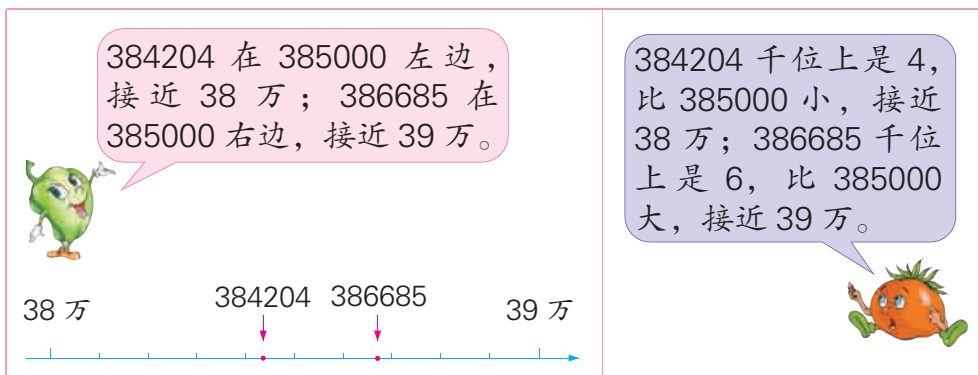 384204 在 385000 左边，
接近 38 万；386685 在
385000 右边，接近 39 万。
384204 千位上是 4，
比 385000 小，接近
38 万；386685 千位
上是 6，比 385000
大，接近 39 万。
38 万 384204 386685 39 万